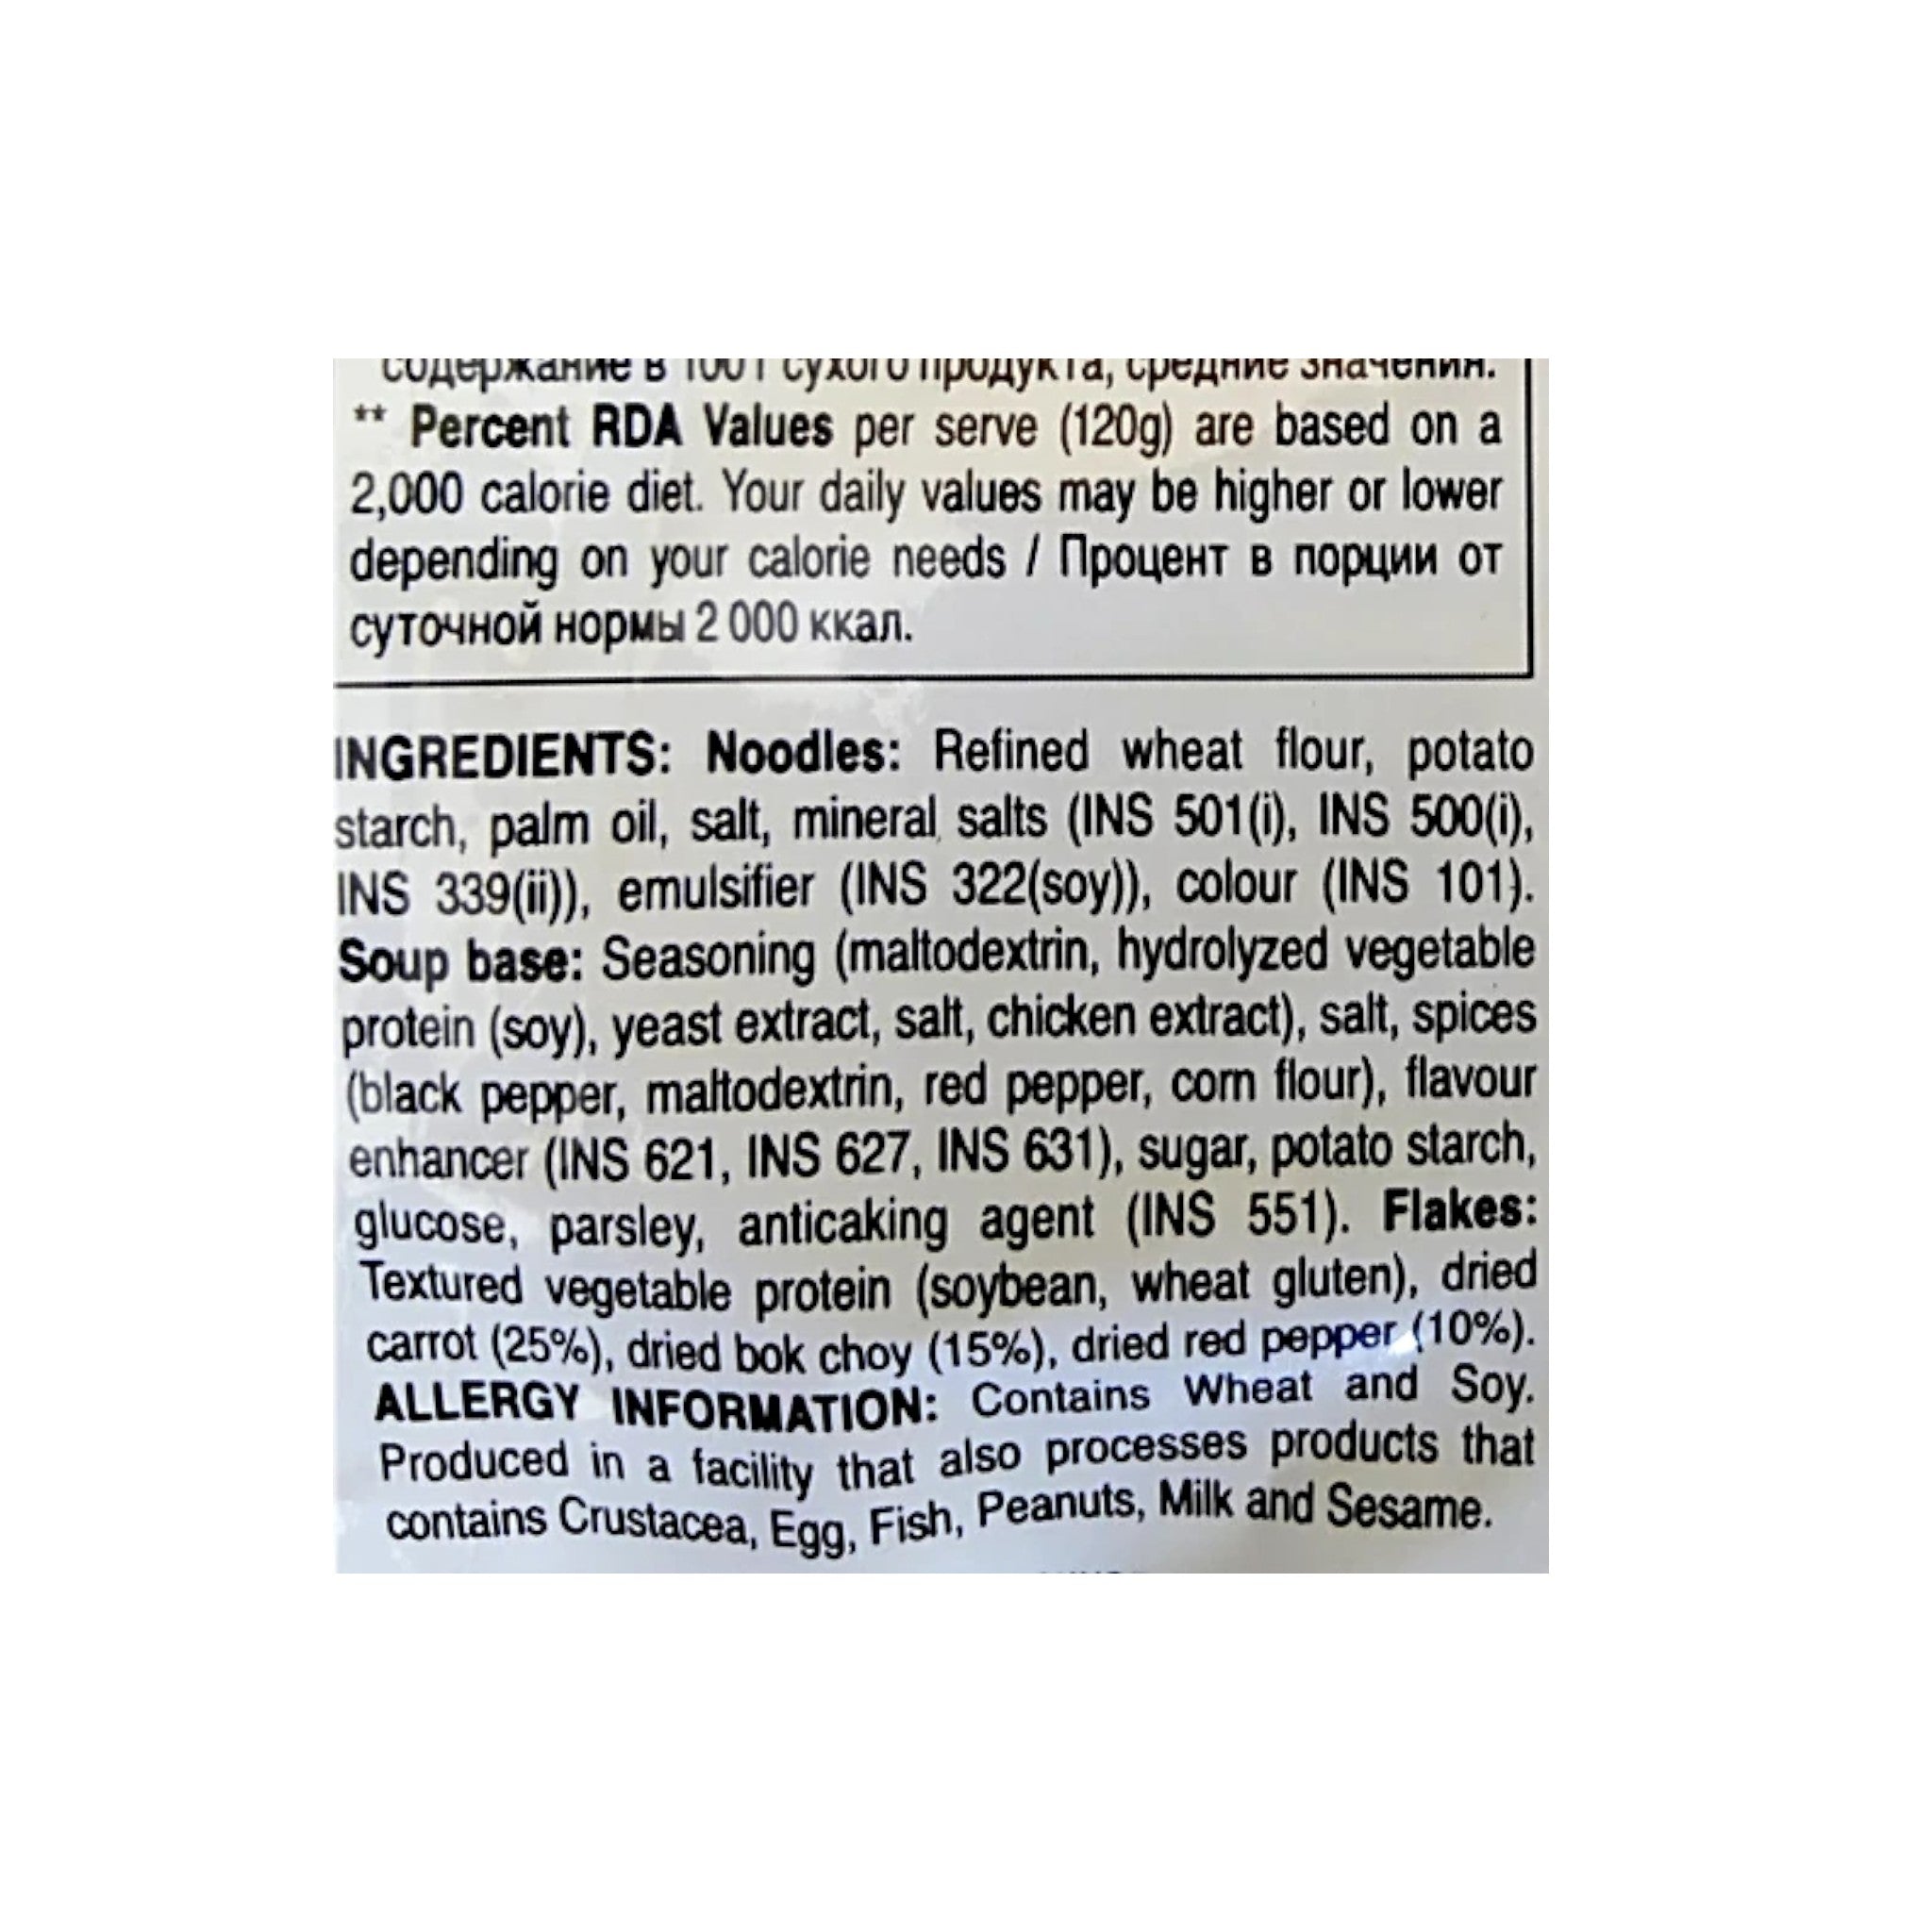 содержание в 100 г сухого продукта, средние значения.
** Percent RDA Values per serve (120g) are based on a
2,000 calorie diet. Your daily values may be higher or lower
depending on your calorie needs / Процент в порции от
суточной нормы 2 000 ккал.
INGREDIENTS: Noodles: Refined wheat flour, potato
starch, palm oil, salt, mineral salts (INS 501(i), INS 500(i),
INS 339(ii)), emulsifier (INS 322(soy)), colour (INS 101).
Soup base: Seasoning (maltodextrin, hydrolyzed vegetable
protein (soy), yeast extract, salt, chicken extract), salt, spices
(black pepper, maltodextrin, red pepper, corn flour), flavour
enhancer (INS 621, INS 627, INS 631), sugar, potato starch,
glucose, parsley, anticaking agent (INS 551). Flakes:
Textured vegetable protein (soybean, wheat gluten), dried
carrot (25%), dried bok choy (15%), dried red pepper (10%).
ALLERGY INFORMATION: Contains Wheat and Soy.
Produced in a facility that also processes products that
contains Crustacea, Egg, Fish, Peanuts, Milk and Sesame.